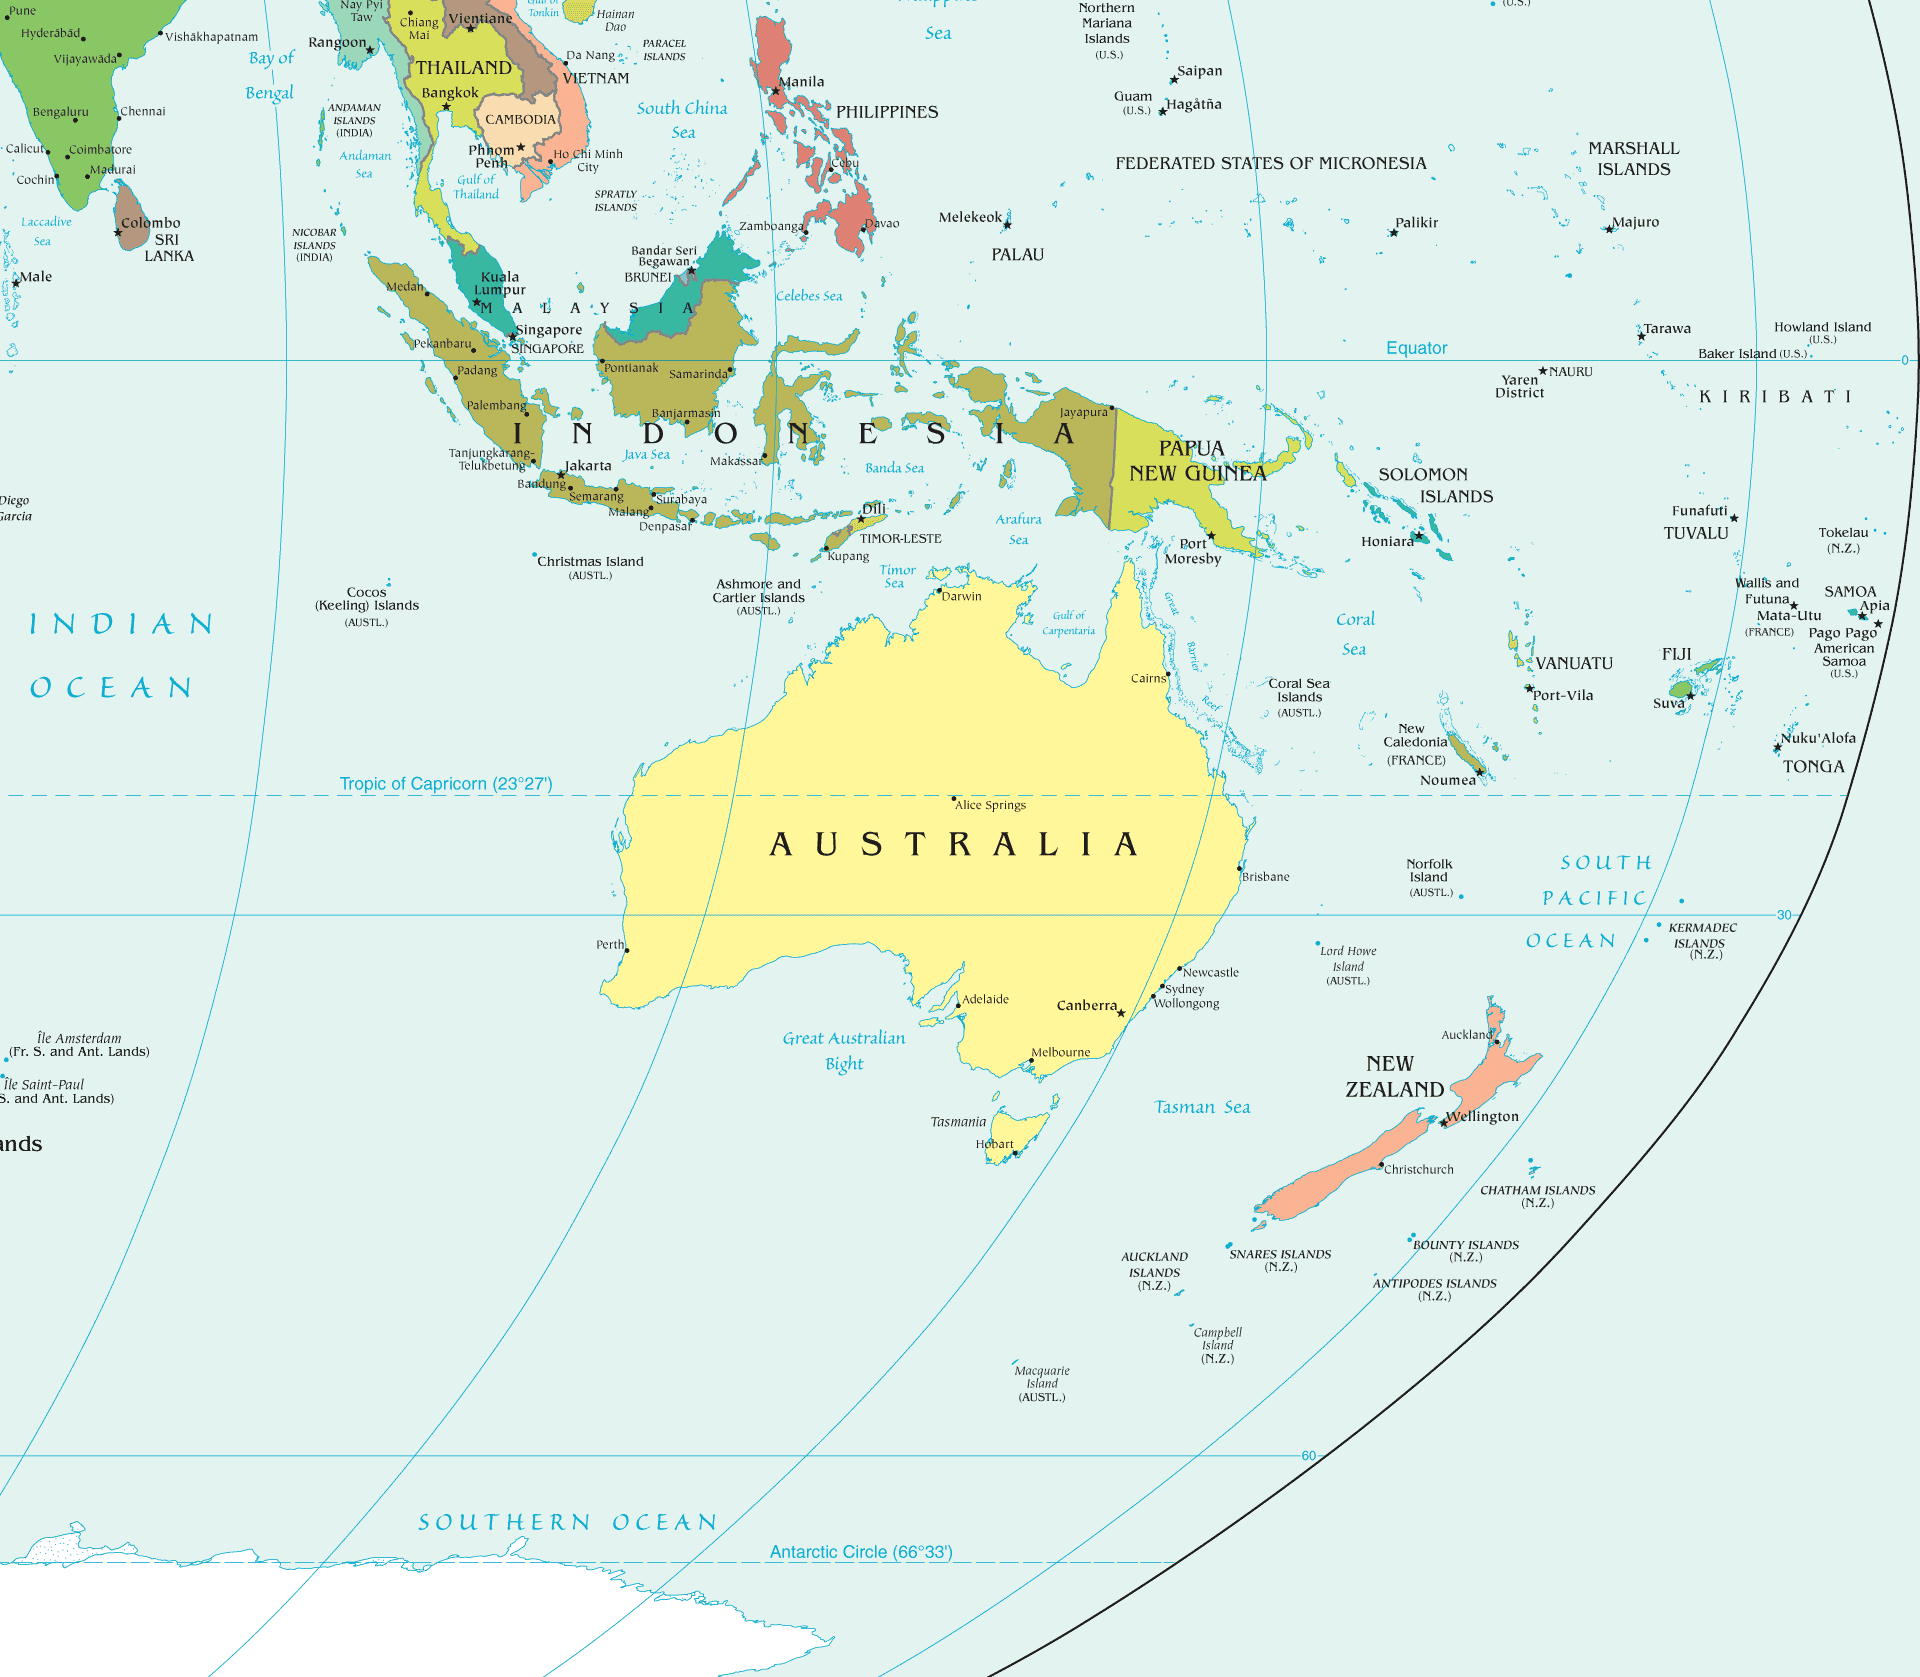 Pune
Hyderābād
Vijayawāda
Vishākhapatnam
Bengaluru
Chennai
Calicut
Coimbatore
Cochin
Madurai
Laccadive
Sea
Male
Colombo
SRI
LANKA
Bay of
Bengal
Nay Pyi
Taw
Rangoon
ANDAMAN
ISLANDS
(INDIA)
Andaman
Sea
NICOBAR
ISLANDS
(INDIA)
Chiang
Mai
Vientiane
THAILAND
Bangkok
CAMBODIA
Phnom
Penh
Gulf of
Thailand
Gulf of
Tonkin
Hainan
Dao
Da Nang
VIETNAM
Ho Chi Minh
City
PARACEL
ISLANDS
South China
Sea
SPRATLY
ISLANDS
Sea
Manila
PHILIPPINES
Cebu
Zamboanga
Davao
Northern
Mariana
Islands
(U.S.)
Saipan
Guam
(U.S.)
Hagåtña
(U.S.)
FEDERATED STATES OF MICRONESIA
MARSHALL
ISLANDS
Melekeok
PALAU
Palikir
Majuro
Bandar Seri
Begawan
BRUNEI
Kuala
Lumpur
MALAYSIA
Medan
Singapore
SINGAPORE
Celebes Sea
Equator
Tarawa
Howland Island
(U.S.)
Baker Island (U.S.)
0
NAURU
Yaren
District
KIRIBATI
Pekanbaru
Padang
Palembang
Pontianak
Samarinda
Banjarmasin
INDONESIA
Jayapura
PAPUA
NEW GUINEA
SOLOMON
ISLANDS
Tanjungkarang-
Telukbetung
Jakarta
Java Sea
Makassar
Banda Sea
Bandung
Semarang
Surabaya
Malang
Denpasar
Dili
TIMOR-LESTE
Kupang
Arafura
Sea
Port
Moresby
Honiara
Funafuti
TUVALU
Tokelau
(N.Z.)
Diego
Garcia
Christmas Island
(AUSTL.)
Cocos
(Keeling) Islands
(AUSTL.)
Ashmore and
Cartier Islands
(AUSTL.)
Timor
Sea
Darwin
Gulf of
Carpentaria
Great
Barrier
Reef
Cairns
Coral
Sea
Coral Sea
Islands
(AUSTL.)
Wallis and
Futuna
Mata-Utu
(FRANCE)
SAMOA
Apia
Pago Pago
American
Samoa
(U.S.)
VANUATU
Port-Vila
FIJI
Suva
New
Caledonia
(FRANCE)
Noumea
Nuku'Alofa
TONGA
INDIAN
OCEAN
Tropic of Capricorn (23°27')
Alice Springs
AUSTRALIA
Brisbane
Norfolk
Island
(AUSTL.)
SOUTH
PACIFIC
OCEAN
30
KERMADEC
ISLANDS
(N.Z.)
Perth
Lord Howe
Island
(AUSTL.)
Newcastle
Sydney
Wollongong
Canberra
Adelaide
Melbourne
Great Australian
Bight
Île Amsterdam
(Fr. S. and Ant. Lands)
Île Saint-Paul
S. and Ant. Lands)
ands
Tasmania
Hobart
Tasman Sea
Auckland
NEW
ZEALAND
Wellington
Christchurch
CHATHAM ISLANDS
(N.Z.)
BOUNTY ISLANDS
(N.Z.)
SNARES ISLANDS
(N.Z.)
AUCKLAND
ISLANDS
(N.Z.)
ANTIPODES ISLANDS
(N.Z.)
Campbell
Island
(N.Z.)
Macquarie
Island
(AUSTL.)
60
SOUTHERN OCEAN
Antarctic Circle (66°33')